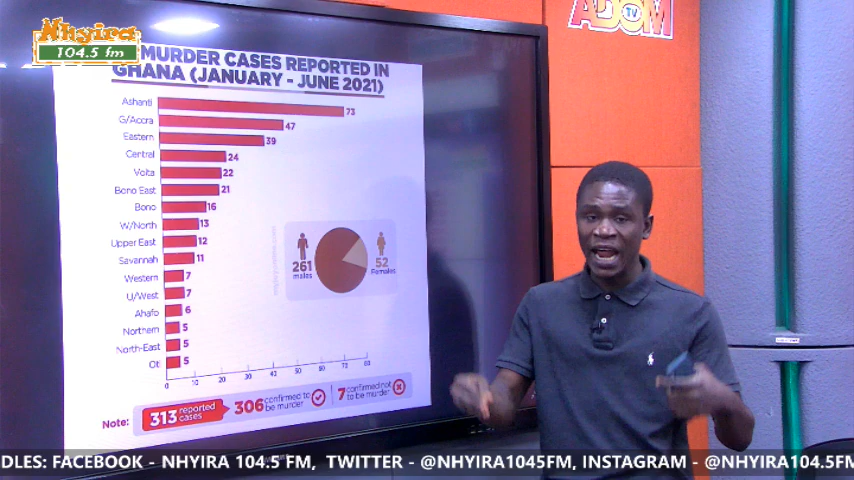 Nhyira
104.5 fm
ADOM
TV
MURDER CASES REPORTED IN
GHANA (JANUARY - JUNE 2021)
Ashanti 73
G/Accra 47
Eastern 39
Central 24
Volta 22
Bono East 21
Bono 16
W/North 13
Upper East 12
Savannah 11
Western 7
U/West 7
Ahafo 6
Northern 5
North-East 5
Oti 5
0 10 20 30 40 50 60 70 80
261
males
52
Females
Note:
313 reported
cases
306 confirmed to
be murder
7 confirmed not
to be murder
DLES: FACEBOOK - NHYIRA 104.5 FM, TWITTER - @NHYIRA1045FM, INSTAGRAM - @NHYIRA104.5FM